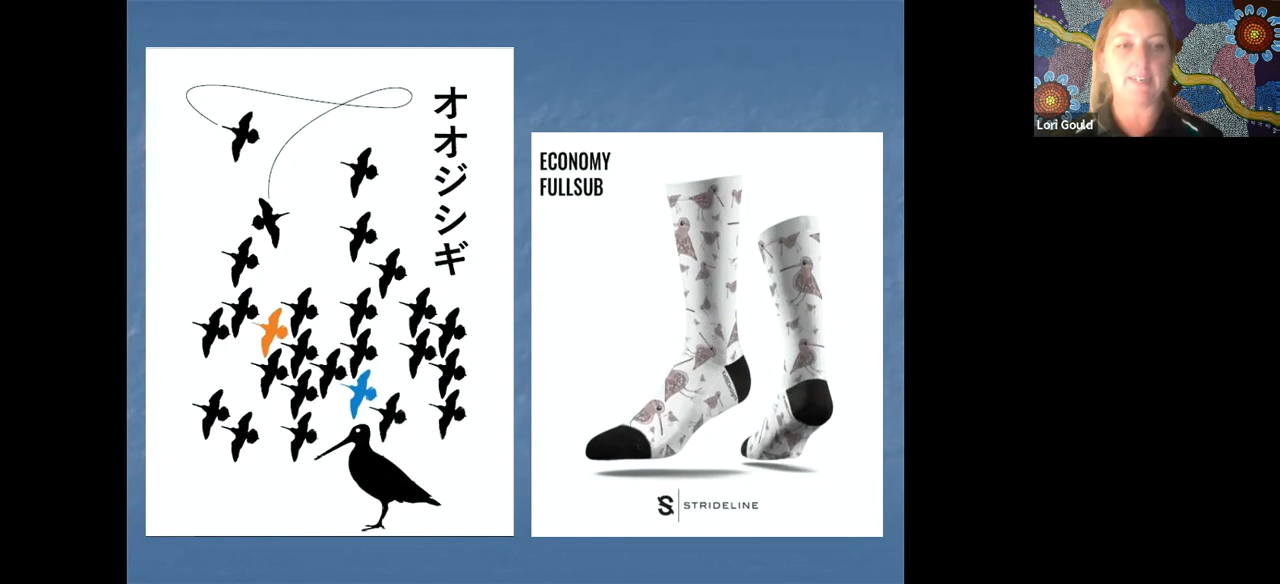 オオジシギ
ECONOMY
FULLSUB
STRIDELINE
Lori Gould